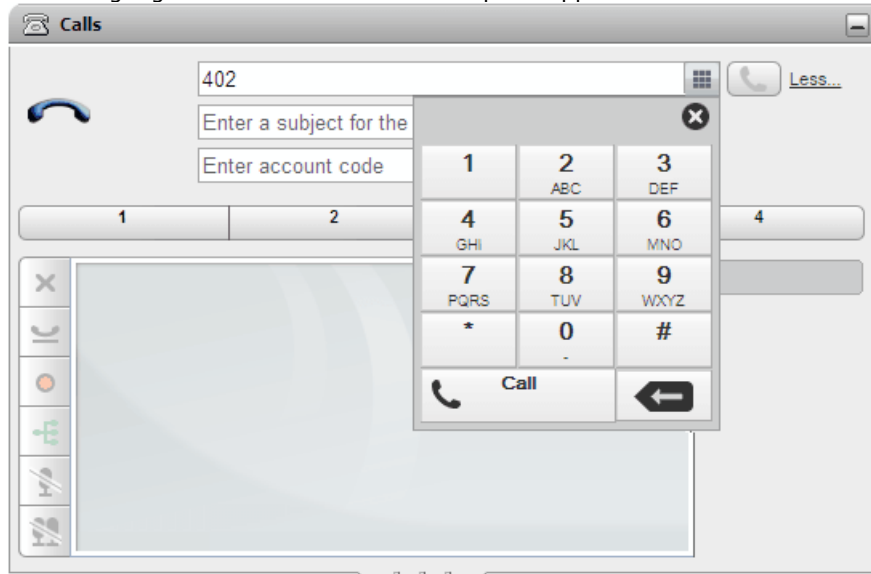 Calls
402
Less...
Enter a subject for the
Enter account code
1 2 3
ABC DEF
4 5 6
GHI JKL MNO
7 8 9
PQRS TUV WXYZ
* 0 #
-
Call
1 2 4